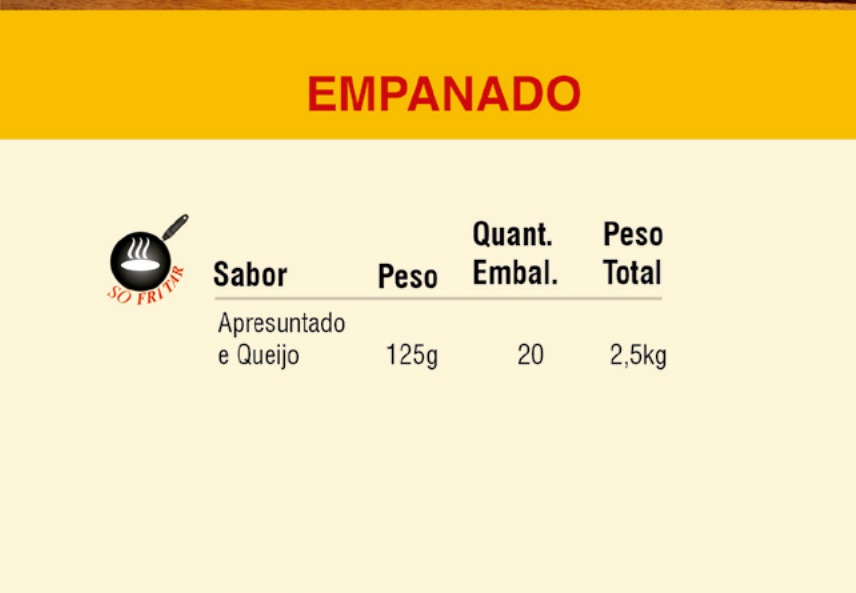 EMPANADO
SÓ FRITAR
Sabor Peso Quant. Embal. Peso Total
Apresuntado
e Queijo 125g 20 2,5kg